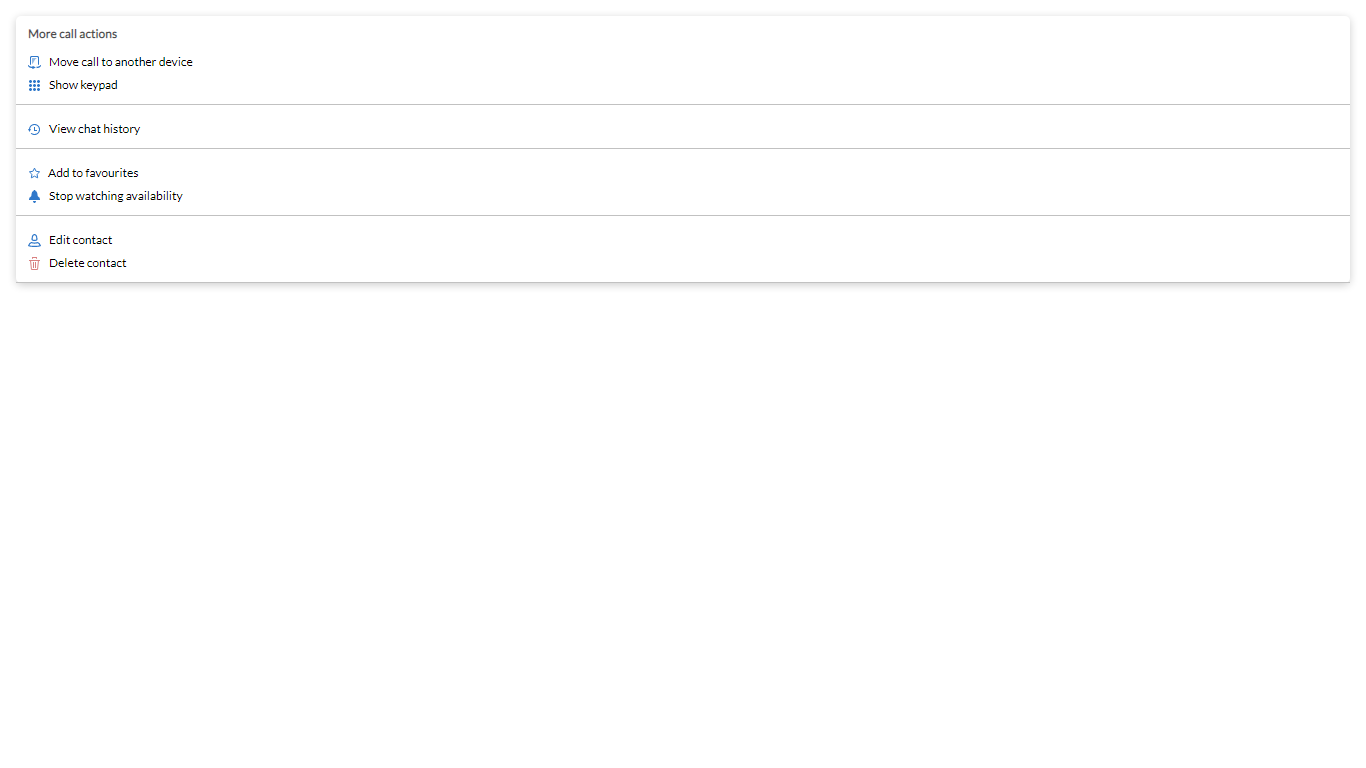 More call actions
Move call to another device
Show keypad
View chat history
Add to favourites
Stop watching availability
Edit contact
Delete contact